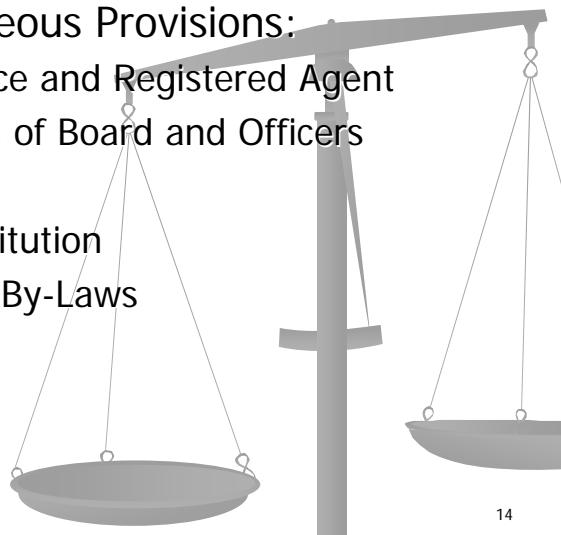 eous Provisions:
ce and Registered Agent
of Board and Officers
itution
By-Laws
14